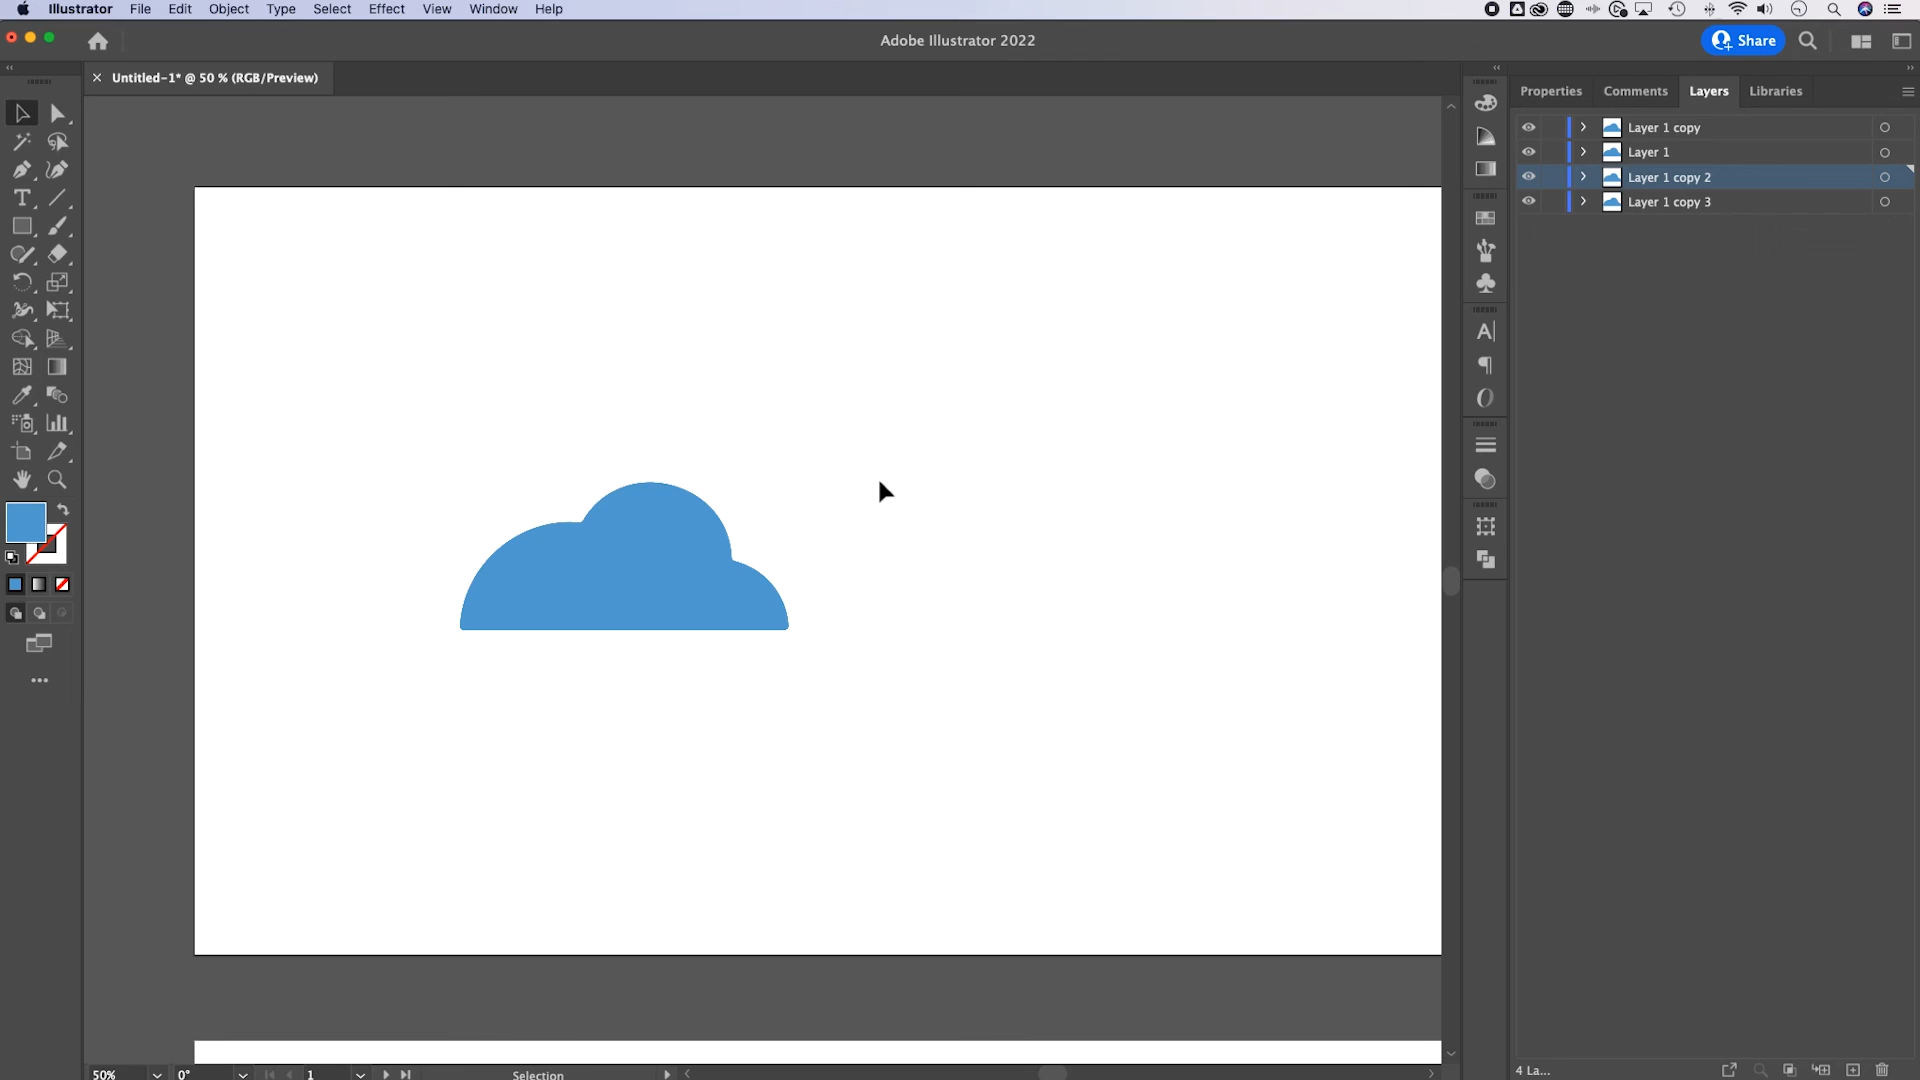 Illustrator File Edit Object Type Select Effect View Window Help
Adobe Illustrator 2022
Share
× Untitled-1* @ 50 % (RGB/Preview)
Properties Comments Layers Libraries
Layer 1 copy
Layer 1
Layer 1 copy 2
Layer 1 copy 3
50% 0° 1 Selection
4 La...